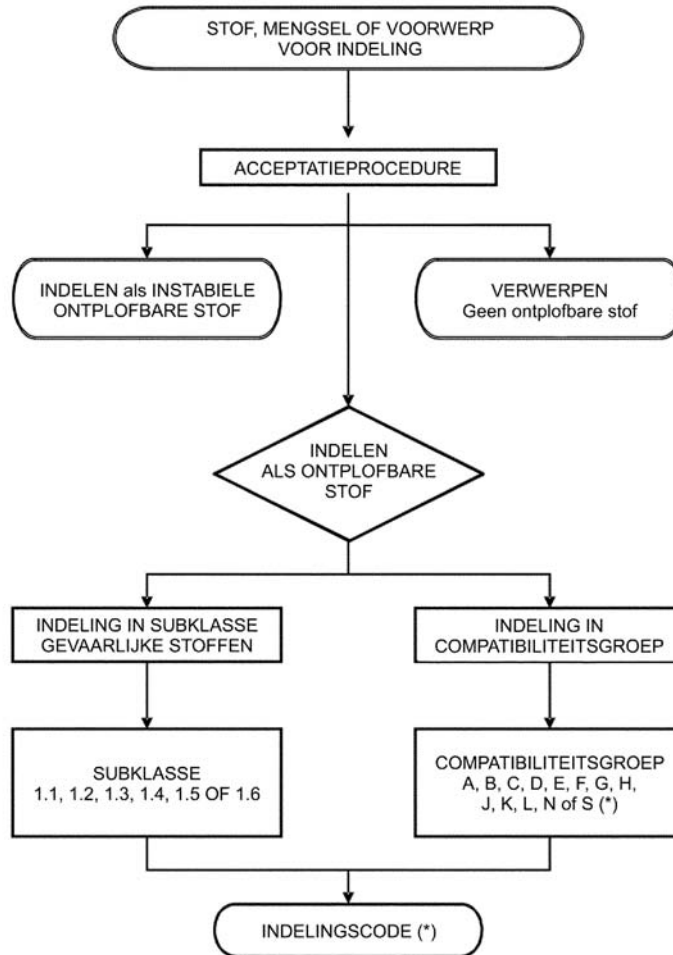 STOF, MENGSEL OF VOORWERP
VOOR INDELING
ACCEPTATIEPROCEDURE
INDELEN als INSTABIELE
ONTPLOFBARE STOF
VERWERPEN
Geen ontplofbare stof
INDELEN
ALS ONTPLOFBARE
STOF
INDELING IN SUBKLASSE
GEVAARLIJKE STOFFEN
INDELING IN
COMPATIBILITEITSGROEP
SUBKLASSE
1.1, 1.2, 1.3, 1.4, 1.5 OF 1.6
COMPATIBILITEITSGROEP
A, B, C, D, E, F, G, H,
J, K, L, N of S (*)
INDELINGSCODE (*)